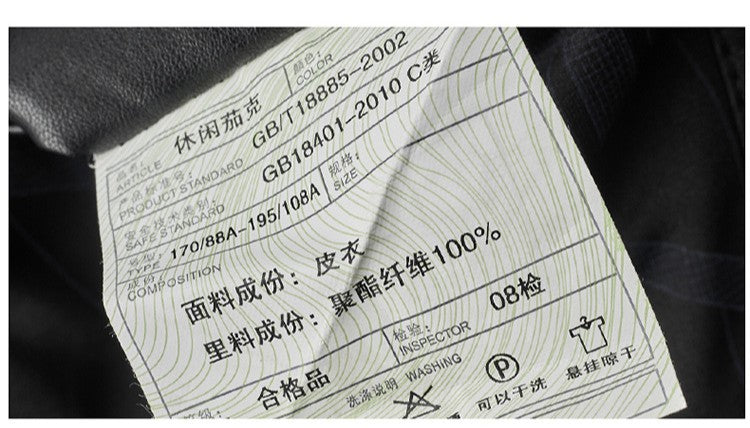 品名: 休闲茄克 颜色:
ARTICLE COLOR
产品标准号: GB/T18885-2002
PRODUCT STANDARD
安全技术类别: GB18401-2010 C类
SAFE STANDARD
号型: 170/88A-195/108A 规格:
TYPE SIZE
成份:
COMPOSITION
面料成份: 皮衣
里料成份: 聚酯纤维100%
检验: 08检
INSPECTOR
等级: 合格品
洗涤说明 WASHING
P
可以干洗 悬挂晾干